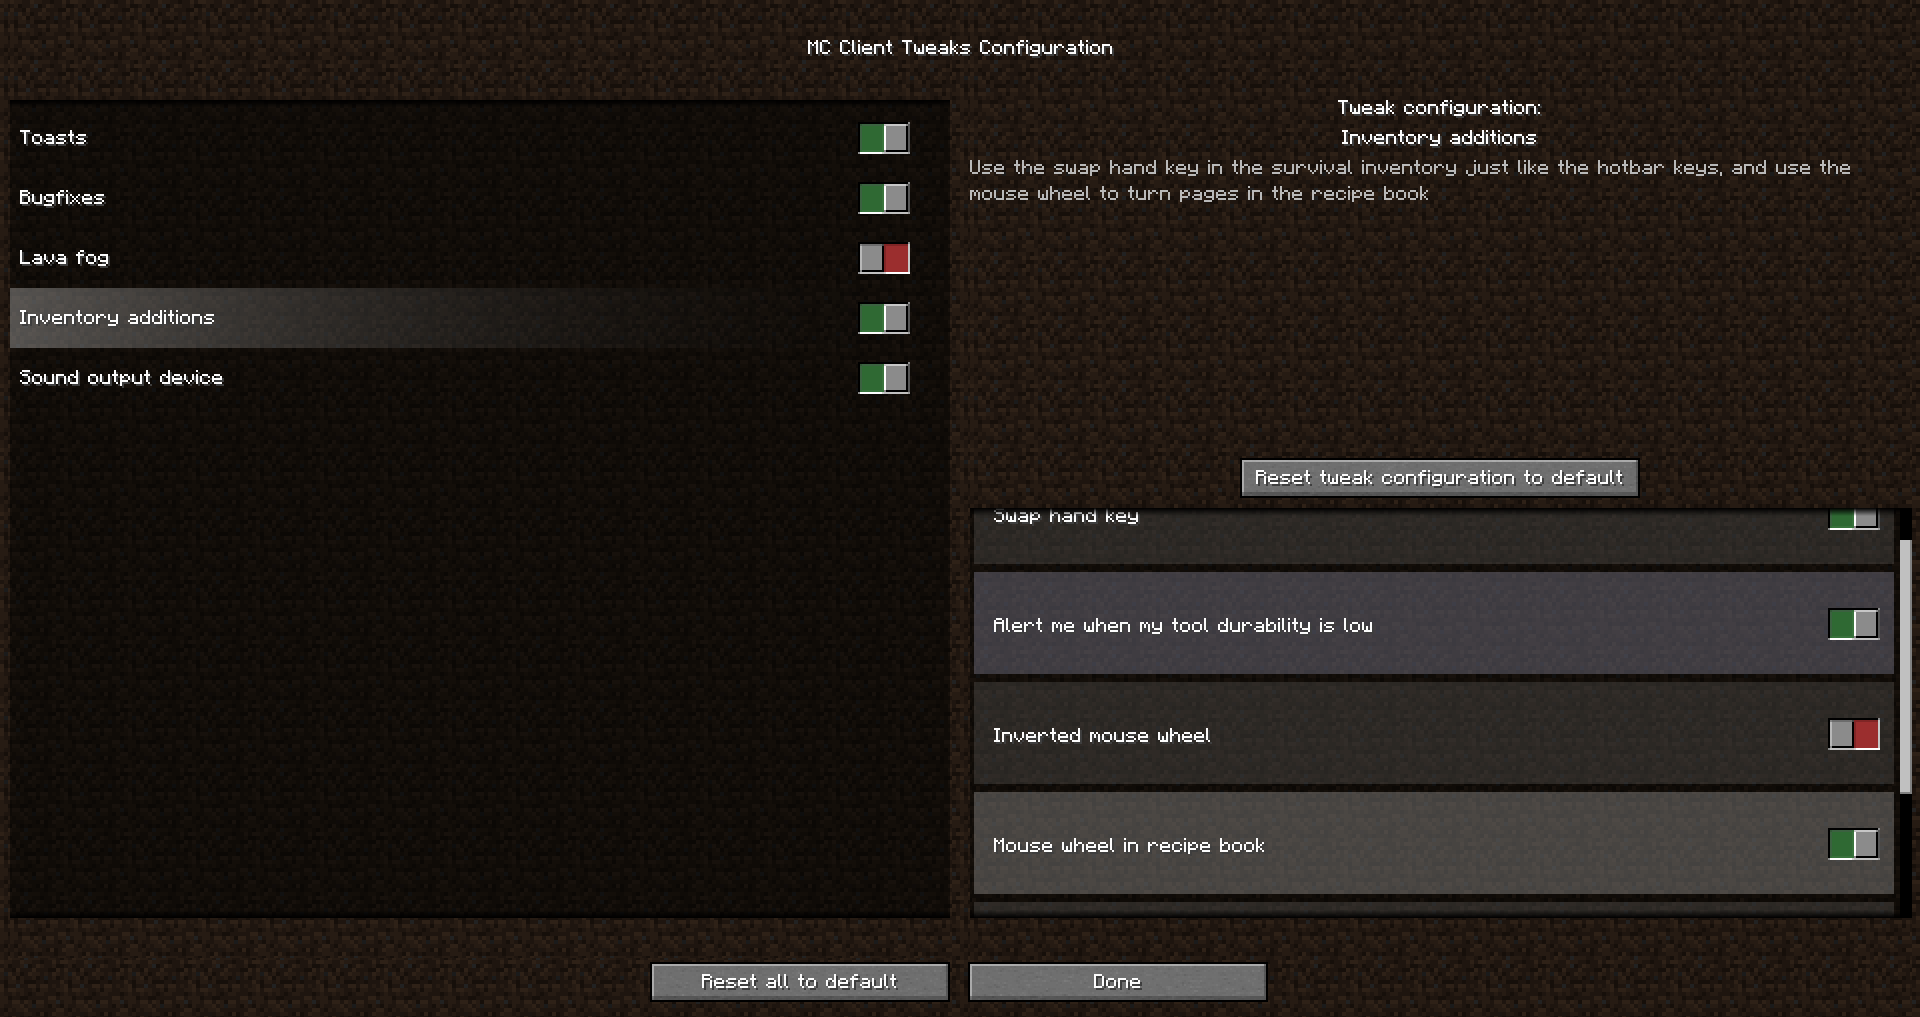 MC Client Tweaks Configuration
Toasts
Bugfixes
Lava fog
Inventory additions
Sound output device
Tweak configuration:
Inventory additions
Use the swap hand key in the survival inventory just like the hotbar keys, and use the
mouse wheel to turn pages in the recipe book
Reset tweak configuration to default
Swap hand key
Alert me when my tool durability is low
Inverted mouse wheel
Mouse wheel in recipe book
Reset all to default
Done